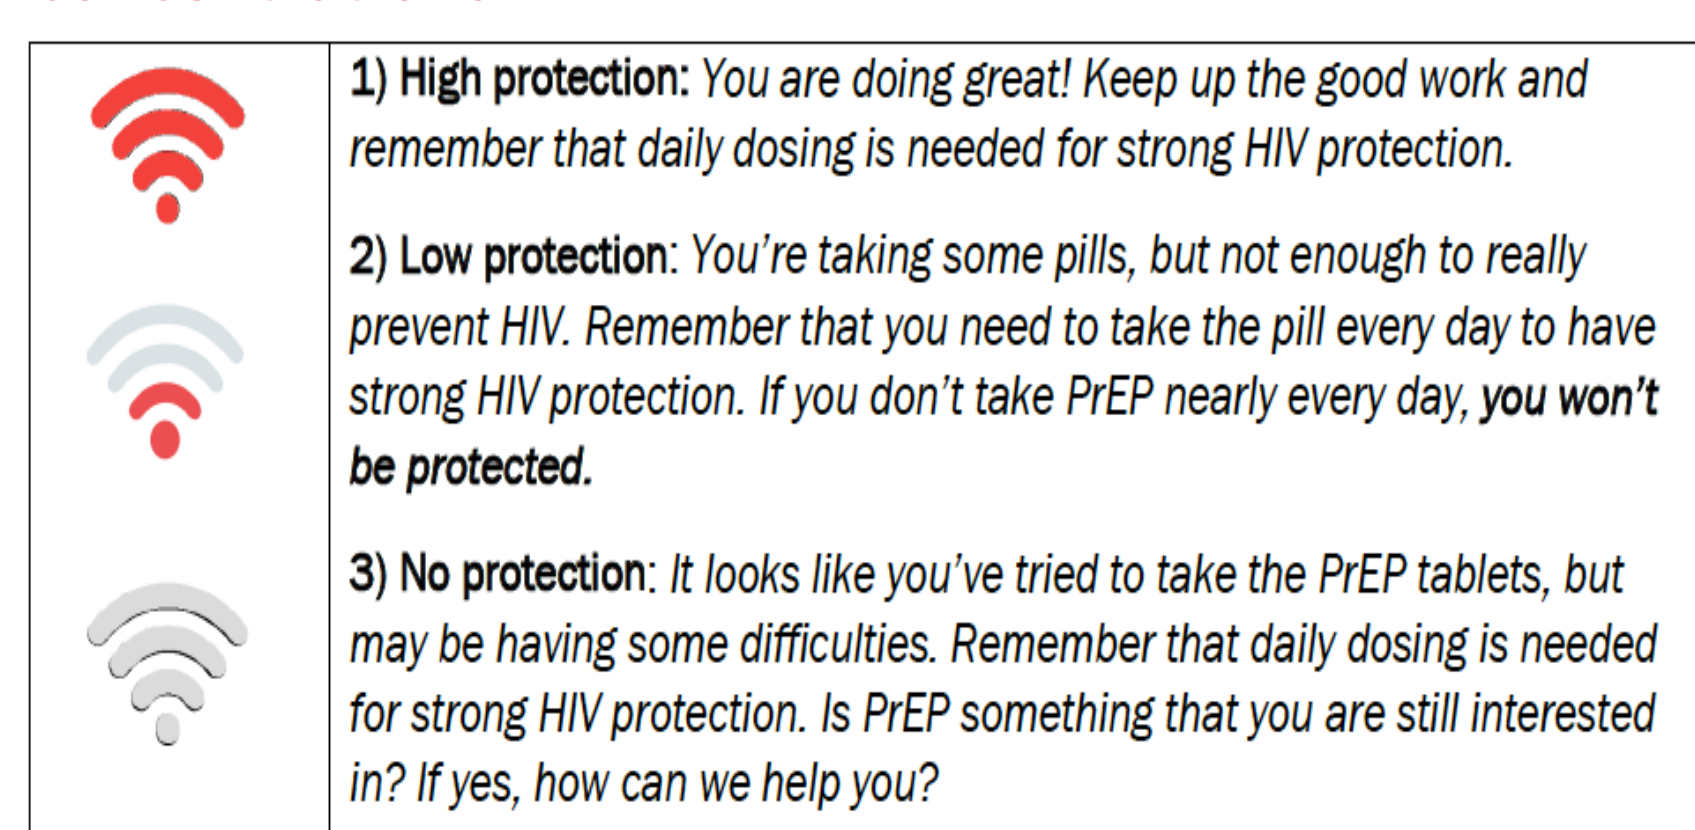 1) High protection: You are doing great! Keep up the good work and
remember that daily dosing is needed for strong HIV protection.
2) Low protection: You’re taking some pills, but not enough to really
prevent HIV. Remember that you need to take the pill every day to have
strong HIV protection. If you don’t take PrEP nearly every day, you won’t
be protected.
3) No protection: It looks like you’ve tried to take the PrEP tablets, but
may be having some difficulties. Remember that daily dosing is needed
for strong HIV protection. Is PrEP something that you are still interested
in? If yes, how can we help you?